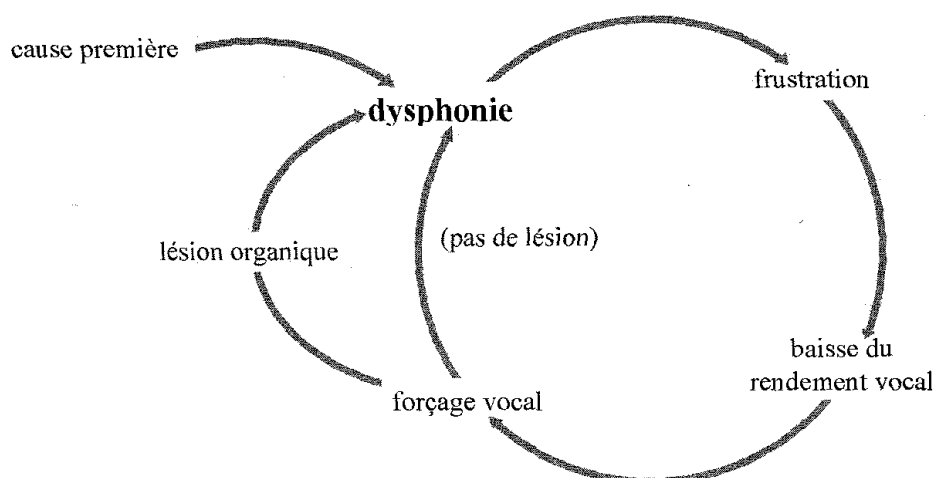 cause première
frustration
dysphonie
(pas de lésion)
lésion organique
baisse du
rendement vocal
forçage vocal